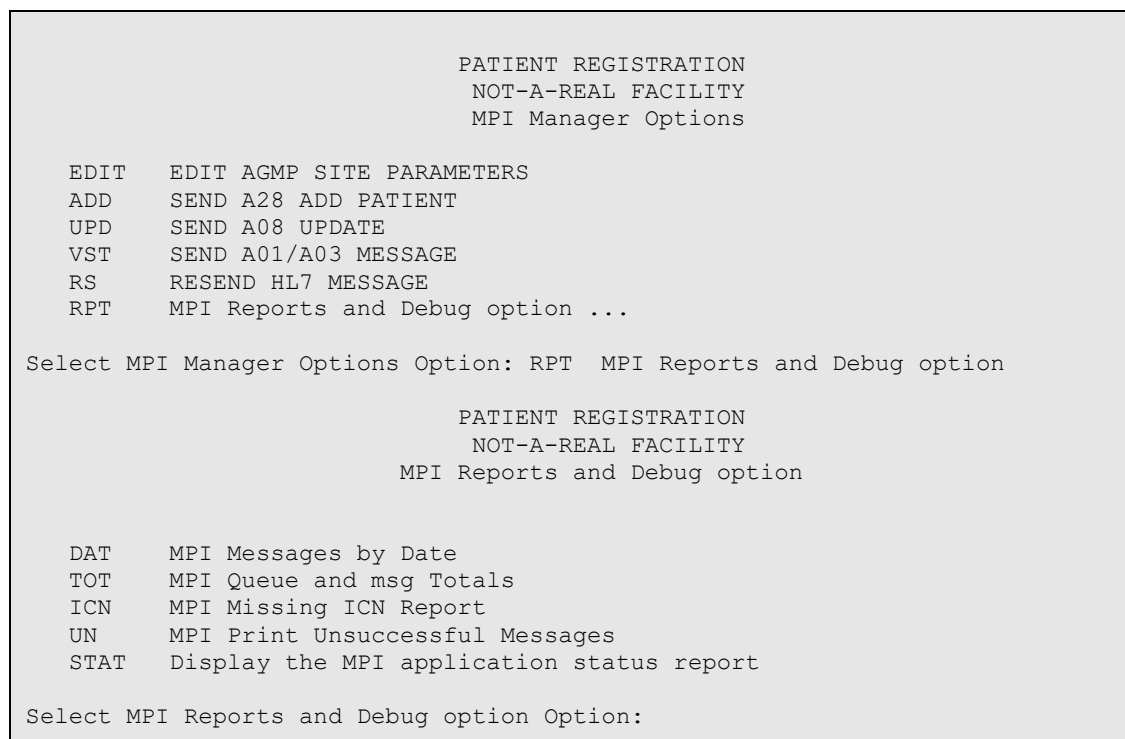 PATIENT REGISTRATION
NOT-A-REAL FACILITY
MPI Manager Options
EDIT EDIT AGMP SITE PARAMETERS
ADD SEND A28 ADD PATIENT
UPD SEND A08 UPDATE
VST SEND A01/A03 MESSAGE
RS RESEND HL7 MESSAGE
RPT MPI Reports and Debug option ...
Select MPI Manager Options Option: RPT MPI Reports and Debug option
PATIENT REGISTRATION
NOT-A-REAL FACILITY
MPI Reports and Debug option
DAT MPI Messages by Date
TOT MPI Queue and msg Totals
ICN MPI Missing ICN Report
UN MPI Print Unsuccessful Messages
STAT Display the MPI application status report
Select MPI Reports and Debug option Option: